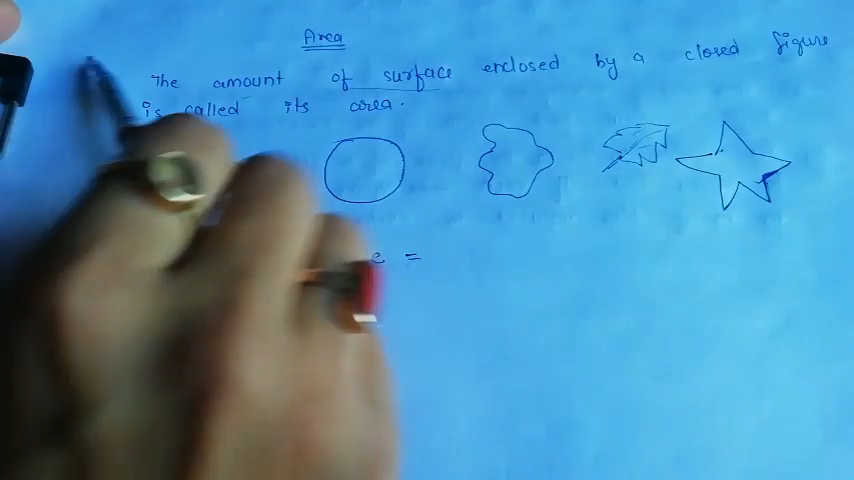 Area
The amount of surface enclosed by a closed figure
is called its area.
e =